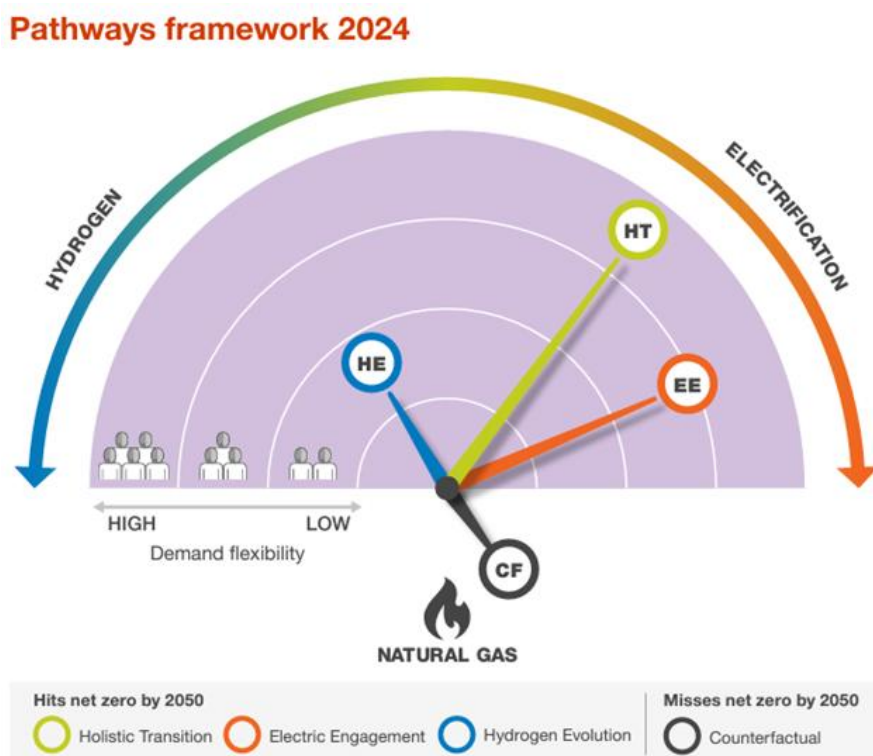 Pathways framework 2024
HYDROGEN
ELECTRIFICATION
HT
HE
EE
HIGH
LOW
Demand flexibility
CF
NATURAL GAS
Hits net zero by 2050
Misses net zero by 2050
Holistic Transition
Electric Engagement
Hydrogen Evolution
Counterfactual